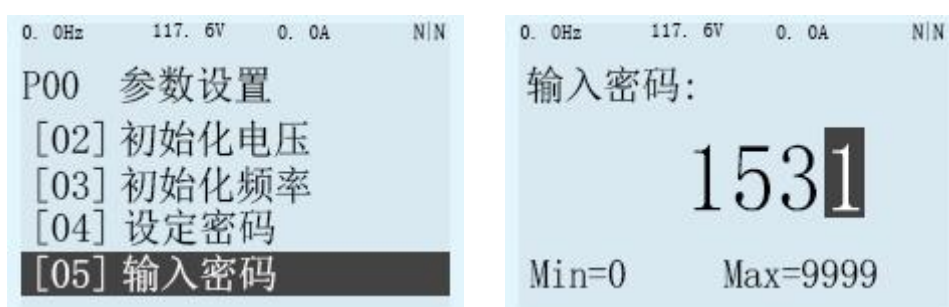 0. 0Hz 117. 6V 0. 0A N|N
P00 参数设置
[02] 初始化电压
[03] 初始化频率
[04] 设定密码
[05] 输入密码
0. 0Hz 117. 6V 0. 0A N|N
输入密码:
1531
Min=0 Max=9999